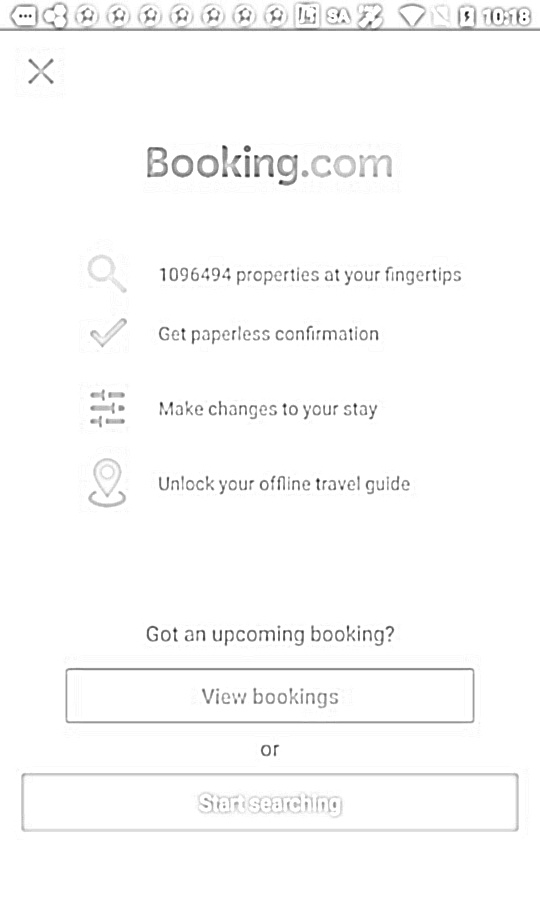 SA
10:18
Booking.com
1096494 properties at your fingertips
Get paperless confirmation
Make changes to your stay
Unlock your offline travel guide
Got an upcoming booking?
View bookings
or
Start searching